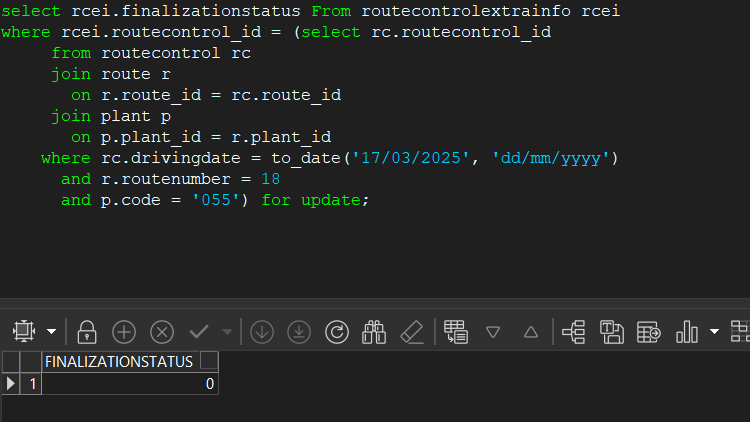 select rcei.finalizationstatus From routecontrolextrainfo rcei
where rcei.routecontrol_id = (select rc.routecontrol_id
from routecontrol rc
join route r
on r.route_id = rc.route_id
join plant p
on p.plant_id = r.plant_id
where rc.drivingdate = to_date('17/03/2025', 'dd/mm/yyyy')
and r.routenumber = 18
and p.code = '055') for update;
FINALIZATIONSTATUS
1 0